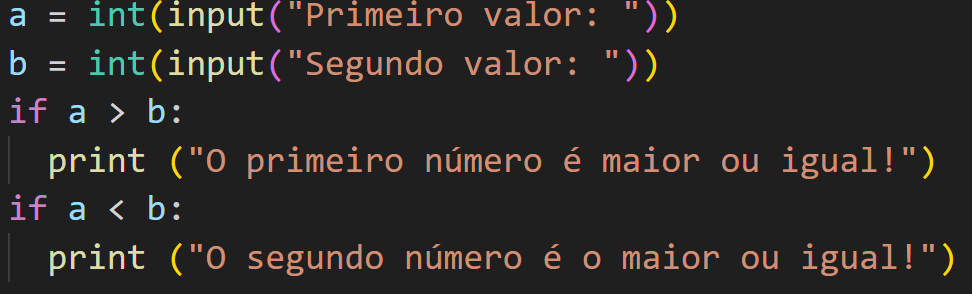 a = int(input("Primeiro valor: "))
b = int(input("Segundo valor: "))
if a > b:
  print ("O primeiro número é maior ou igual!")
if a < b:
  print ("O segundo número é o maior ou igual!")